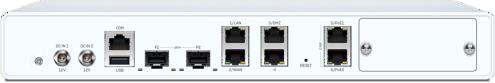 COM
1/LAN
3/DMZ
5/PoE1
DC IN 1
DC IN 2
F1
F2
12V
12V
USB
2/WAN
4
RESET
6/PoE2